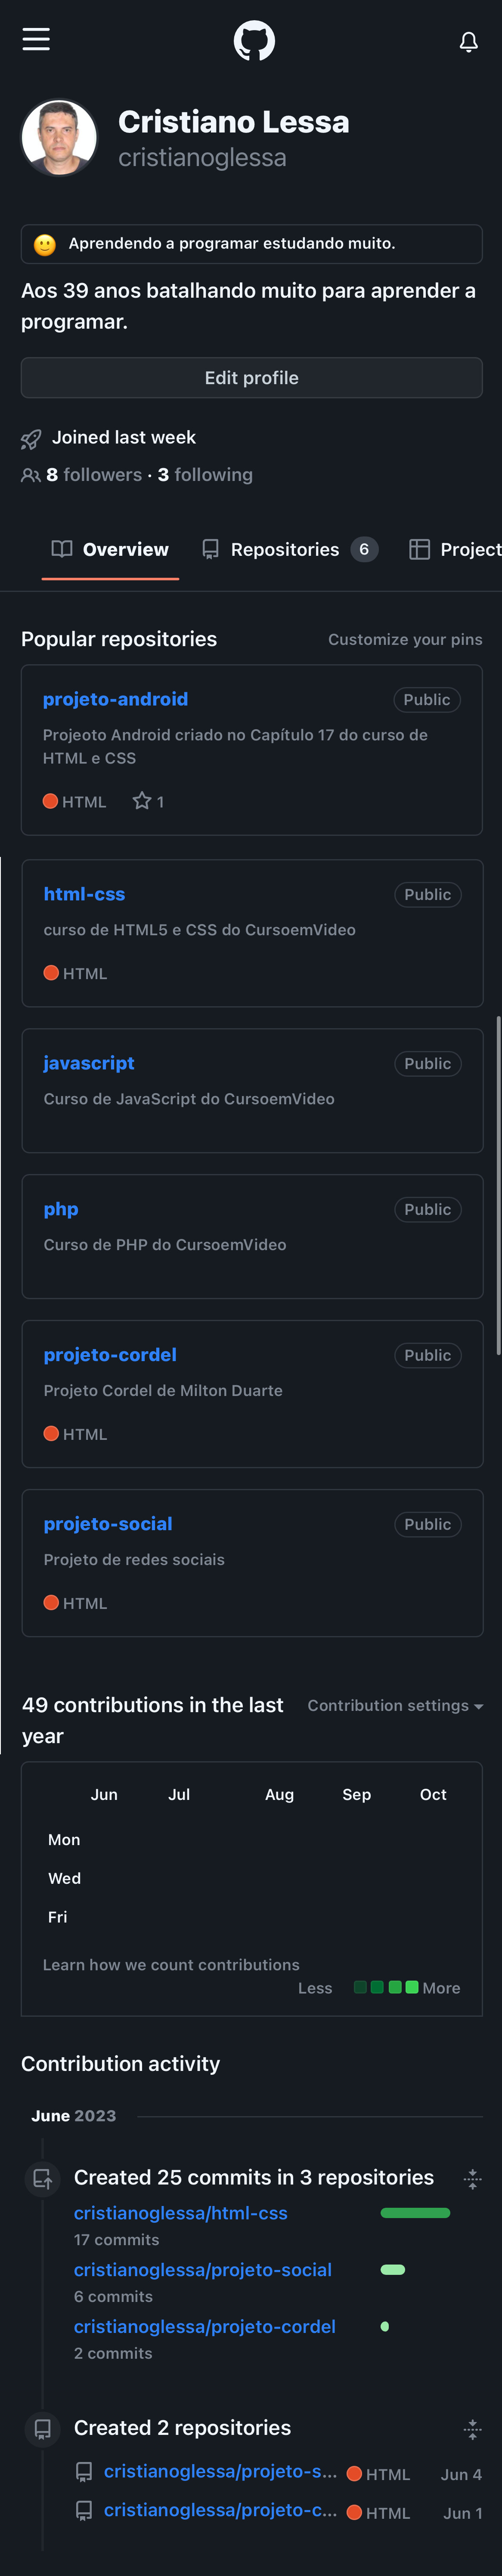 Cristiano Lessa
cristianoglessa
Aprendendo a programar estudando muito.
Aos 39 anos batalhando muito para aprender a
programar.
Edit profile
Joined last week
8 followers · 3 following
Overview
Repositories 6
Project
Popular repositories
Customize your pins
projeto-android
Public
Projeoto Android criado no Capítulo 17 do curso de
HTML e CSS
HTML
1
html-css
Public
curso de HTML5 e CSS do CursoemVideo
HTML
javascript
Public
Curso de JavaScript do CursoemVideo
php
Public
Curso de PHP do CursoemVideo
projeto-cordel
Public
Projeto Cordel de Milton Duarte
HTML
projeto-social
Public
Projeto de redes sociais
HTML
49 contributions in the last
year
Contribution settings
Jun Jul Aug Sep Oct
Mon
Wed
Fri
Learn how we count contributions
Less More
Contribution activity
June 2023
Created 25 commits in 3 repositories
cristianoglessa/html-css
17 commits
cristianoglessa/projeto-social
6 commits
cristianoglessa/projeto-cordel
2 commits
Created 2 repositories
cristianoglessa/projeto-s... HTML Jun 4
cristianoglessa/projeto-c... HTML Jun 1